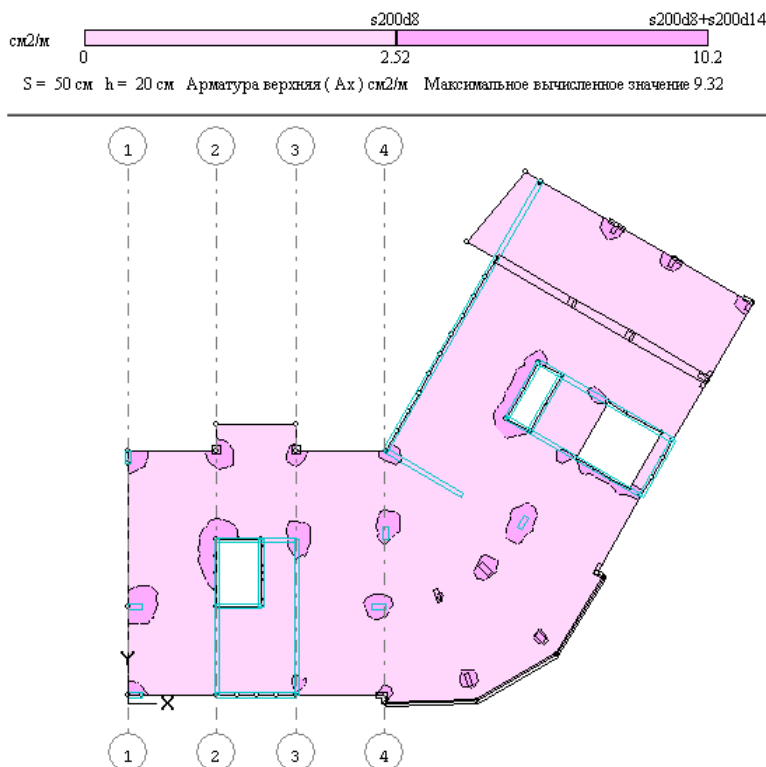 s200d8 s200d8+s200d14
см2/м
0 2.52 10.2
S = 50 см h = 20 см Арматура верхняя ( Ax ) см2/м Максимальное вычисленное значение 9.32
1 2 3 4
Y
X
1 2 3 4